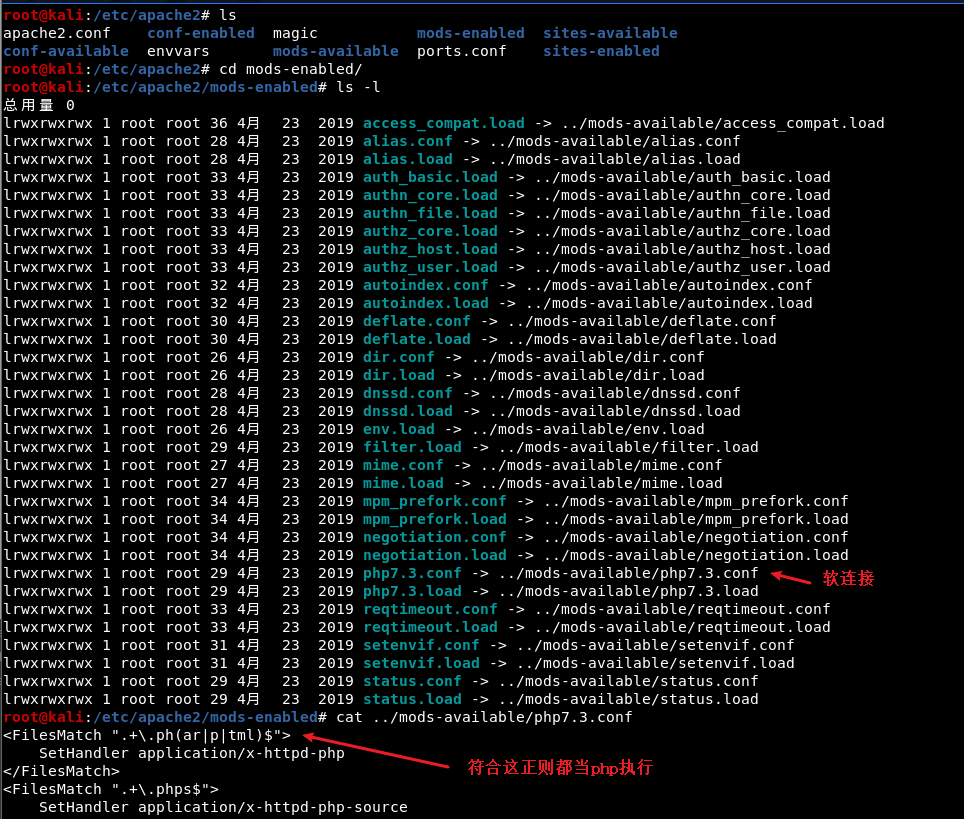 root@kali:/etc/apache2# ls
apache2.conf    conf-enabled  magic           mods-enabled  sites-available
conf-available  envvars       mods-available  ports.conf    sites-enabled
root@kali:/etc/apache2# cd mods-enabled/
root@kali:/etc/apache2/mods-enabled# ls -l
总用量 0
lrwxrwxrwx 1 root root 36 4月  23  2019 access_compat.load -> ../mods-available/access_compat.load
lrwxrwxrwx 1 root root 28 4月  23  2019 alias.conf -> ../mods-available/alias.conf
lrwxrwxrwx 1 root root 28 4月  23  2019 alias.load -> ../mods-available/alias.load
lrwxrwxrwx 1 root root 33 4月  23  2019 auth_basic.load -> ../mods-available/auth_basic.load
lrwxrwxrwx 1 root root 33 4月  23  2019 authn_core.load -> ../mods-available/authn_core.load
lrwxrwxrwx 1 root root 33 4月  23  2019 authn_file.load -> ../mods-available/authn_file.load
lrwxrwxrwx 1 root root 33 4月  23  2019 authz_core.load -> ../mods-available/authz_core.load
lrwxrwxrwx 1 root root 33 4月  23  2019 authz_host.load -> ../mods-available/authz_host.load
lrwxrwxrwx 1 root root 33 4月  23  2019 authz_user.load -> ../mods-available/authz_user.load
lrwxrwxrwx 1 root root 32 4月  23  2019 autoindex.conf -> ../mods-available/autoindex.conf
lrwxrwxrwx 1 root root 32 4月  23  2019 autoindex.load -> ../mods-available/autoindex.load
lrwxrwxrwx 1 root root 30 4月  23  2019 deflate.conf -> ../mods-available/deflate.conf
lrwxrwxrwx 1 root root 30 4月  23  2019 deflate.load -> ../mods-available/deflate.load
lrwxrwxrwx 1 root root 26 4月  23  2019 dir.conf -> ../mods-available/dir.conf
lrwxrwxrwx 1 root root 26 4月  23  2019 dir.load -> ../mods-available/dir.load
lrwxrwxrwx 1 root root 28 4月  23  2019 dnssd.conf -> ../mods-available/dnssd.conf
lrwxrwxrwx 1 root root 28 4月  23  2019 dnssd.load -> ../mods-available/dnssd.load
lrwxrwxrwx 1 root root 26 4月  23  2019 env.load -> ../mods-available/env.load
lrwxrwxrwx 1 root root 29 4月  23  2019 filter.load -> ../mods-available/filter.load
lrwxrwxrwx 1 root root 27 4月  23  2019 mime.conf -> ../mods-available/mime.conf
lrwxrwxrwx 1 root root 27 4月  23  2019 mime.load -> ../mods-available/mime.load
lrwxrwxrwx 1 root root 34 4月  23  2019 mpm_prefork.conf -> ../mods-available/mpm_prefork.conf
lrwxrwxrwx 1 root root 34 4月  23  2019 mpm_prefork.load -> ../mods-available/mpm_prefork.load
lrwxrwxrwx 1 root root 34 4月  23  2019 negotiation.conf -> ../mods-available/negotiation.conf
lrwxrwxrwx 1 root root 34 4月  23  2019 negotiation.load -> ../mods-available/negotiation.load
lrwxrwxrwx 1 root root 29 4月  23  2019 php7.3.conf -> ../mods-available/php7.3.conf 软连接
lrwxrwxrwx 1 root root 29 4月  23  2019 php7.3.load -> ../mods-available/php7.3.load
lrwxrwxrwx 1 root root 33 4月  23  2019 reqtimeout.conf -> ../mods-available/reqtimeout.conf
lrwxrwxrwx 1 root root 33 4月  23  2019 reqtimeout.load -> ../mods-available/reqtimeout.load
lrwxrwxrwx 1 root root 31 4月  23  2019 setenvif.conf -> ../mods-available/setenvif.conf
lrwxrwxrwx 1 root root 31 4月  23  2019 setenvif.load -> ../mods-available/setenvif.load
lrwxrwxrwx 1 root root 29 4月  23  2019 status.conf -> ../mods-available/status.conf
lrwxrwxrwx 1 root root 29 4月  23  2019 status.load -> ../mods-available/status.load
root@kali:/etc/apache2/mods-enabled# cat ../mods-available/php7.3.conf
<FilesMatch ".+\.ph(ar|p|tml)$">
    SetHandler application/x-httpd-php
符合这正则都当php执行
</FilesMatch>
<FilesMatch ".+\.phps$">
    SetHandler application/x-httpd-php-source